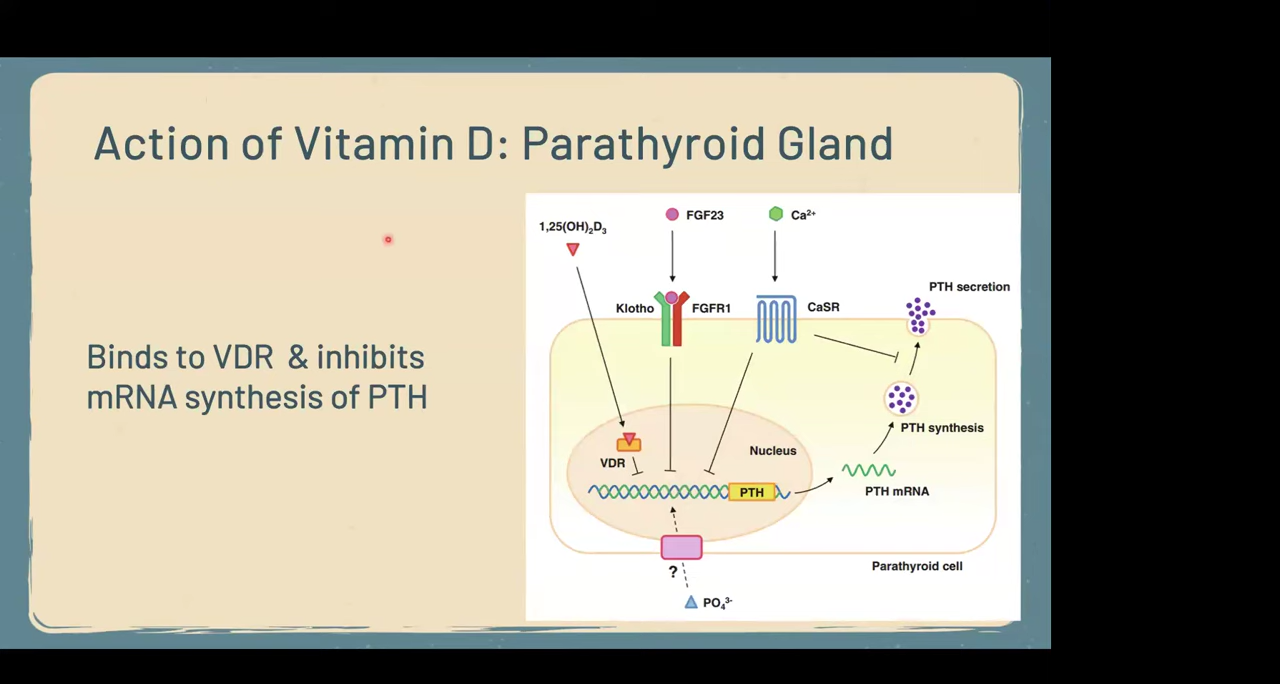 Action of Vitamin D: Parathyroid Gland
Binds to VDR & inhibits
mRNA synthesis of PTH
1,25(OH)₂D₃
FGF23
Ca²⁺
PTH secretion
Klotho
FGFR1
CaSR
PTH synthesis
Nucleus
VDR
PTH
PTH mRNA
Parathyroid cell
?
PO₄³⁻